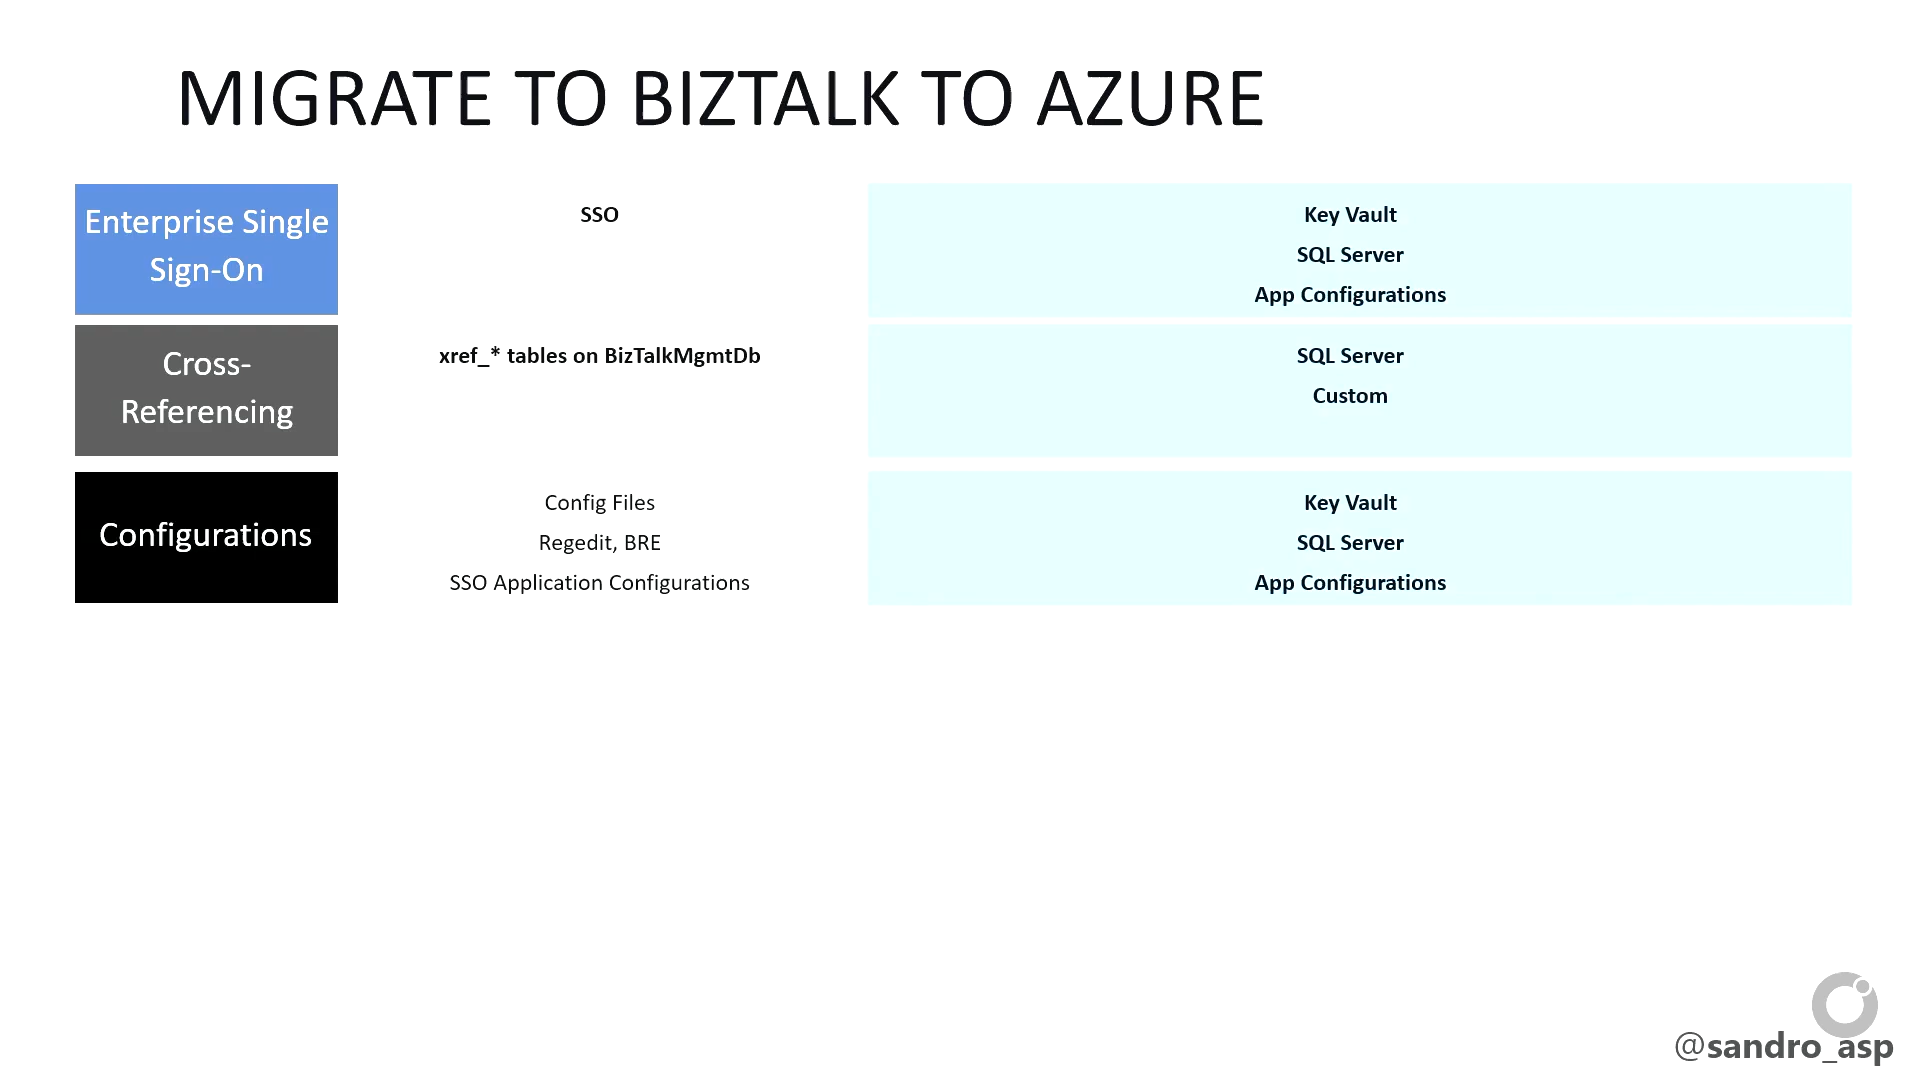 MIGRATE TO BIZTALK TO AZURE
Enterprise Single
Sign-On
SSO
Key Vault
SQL Server
App Configurations
Cross-
Referencing
xref_* tables on BizTalkMgmtDb
SQL Server
Custom
Configurations
Config Files
Regedit, BRE
SSO Application Configurations
Key Vault
SQL Server
App Configurations
@sandro_asp